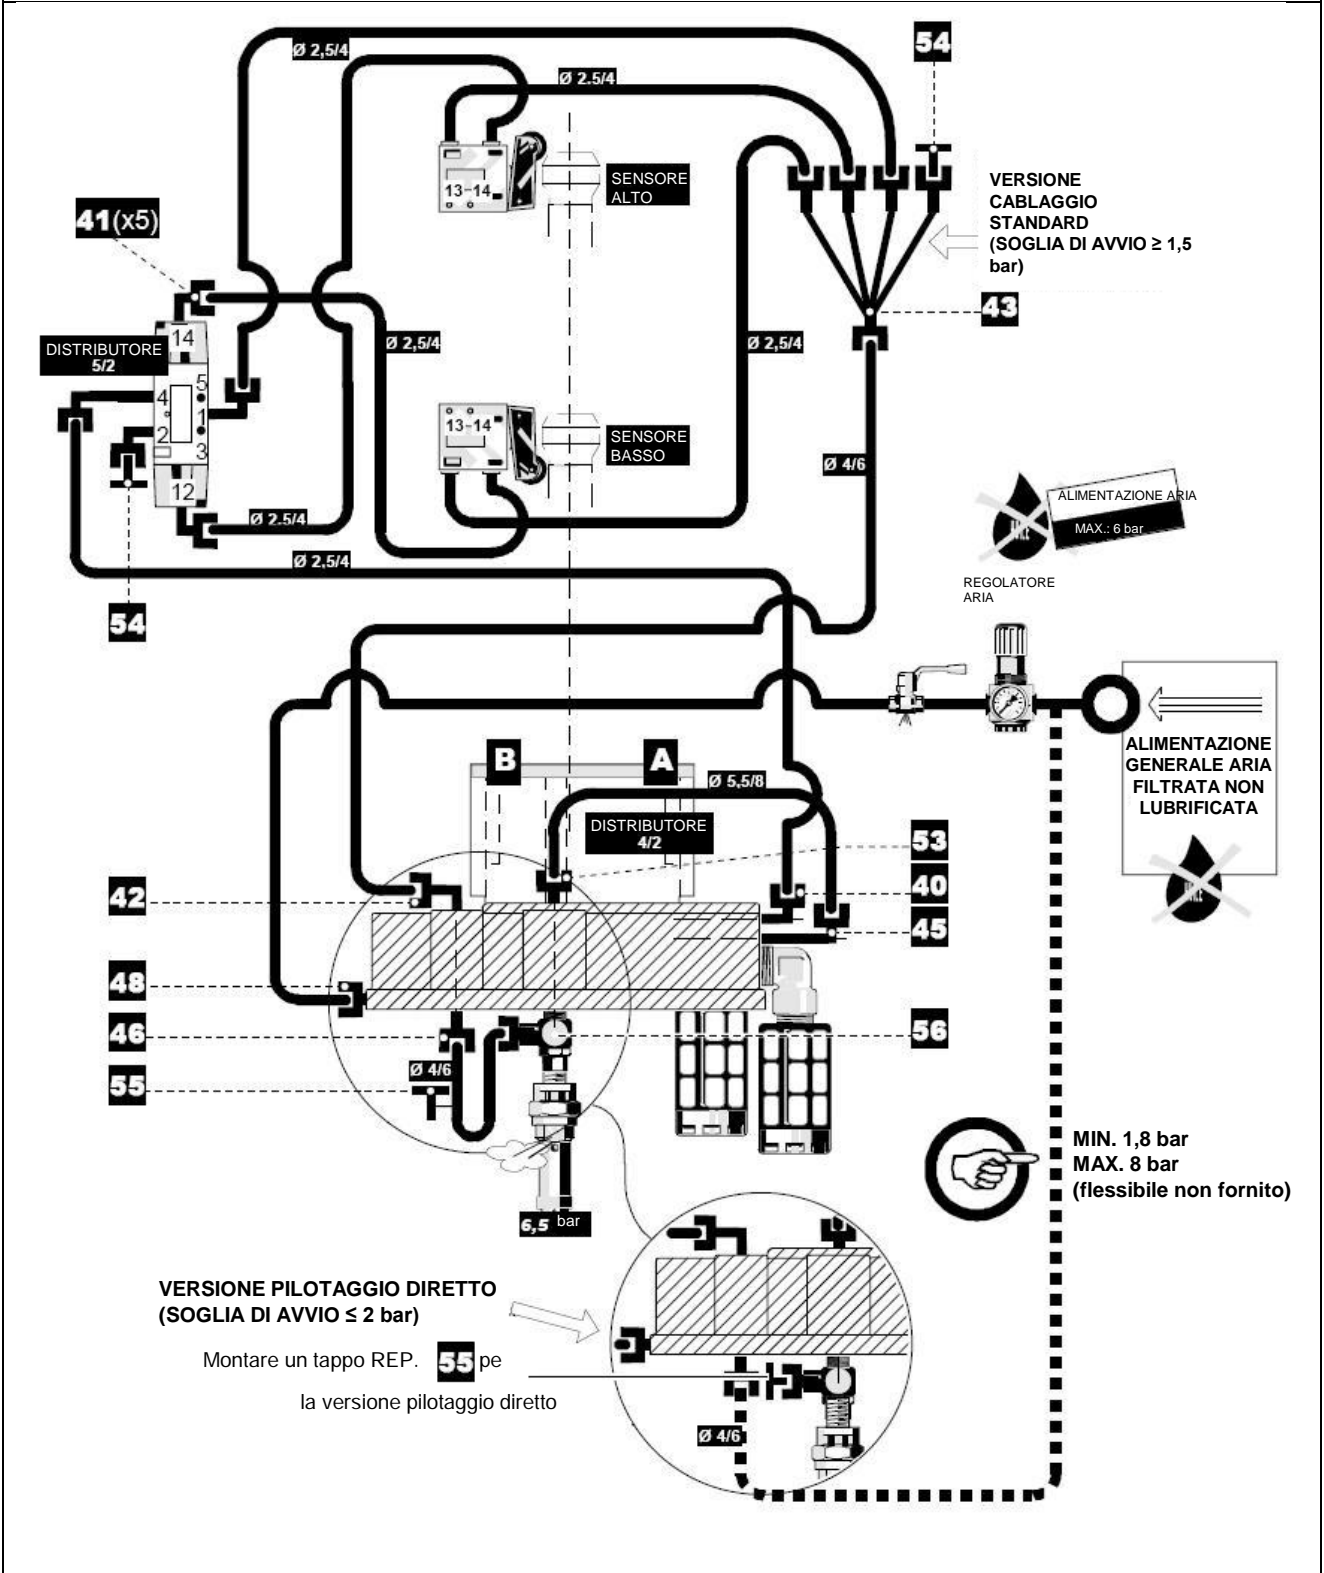 Ø 2,5/4
54
Ø 2.5/4
13-14
SENSORE
ALTO
VERSIONE
CABLAGGIO
STANDARD
(SOGLIA DI AVVIO ≥ 1,5
bar)
41(x5)
43
14
DISTRIBUTORE
5/2
Ø 2,5/4
Ø 2,5/4
5
4
1
2
3
13-14
SENSORE
BASSO
12
Ø 4/6
Ø 2.5/4
ALIMENTAZIONE ARIA
MAX.: 6 bar
Ø 2,5/4
REGOLATORE
ARIA
54
ALIMENTAZIONE
GENERALE ARIA
FILTRATA NON
LUBRIFICATA
B
A
Ø 5,5/8
DISTRIBUTORE
4/2
53
40
42
45
48
46
56
Ø 4/6
55
MIN. 1,8 bar
MAX. 8 bar
(flessibile non fornito)
6,5 bar
VERSIONE PILOTAGGIO DIRETTO
(SOGLIA DI AVVIO ≤ 2 bar)
Montare un tappo REP. 55 pe
la versione pilotaggio diretto
Ø 4/6